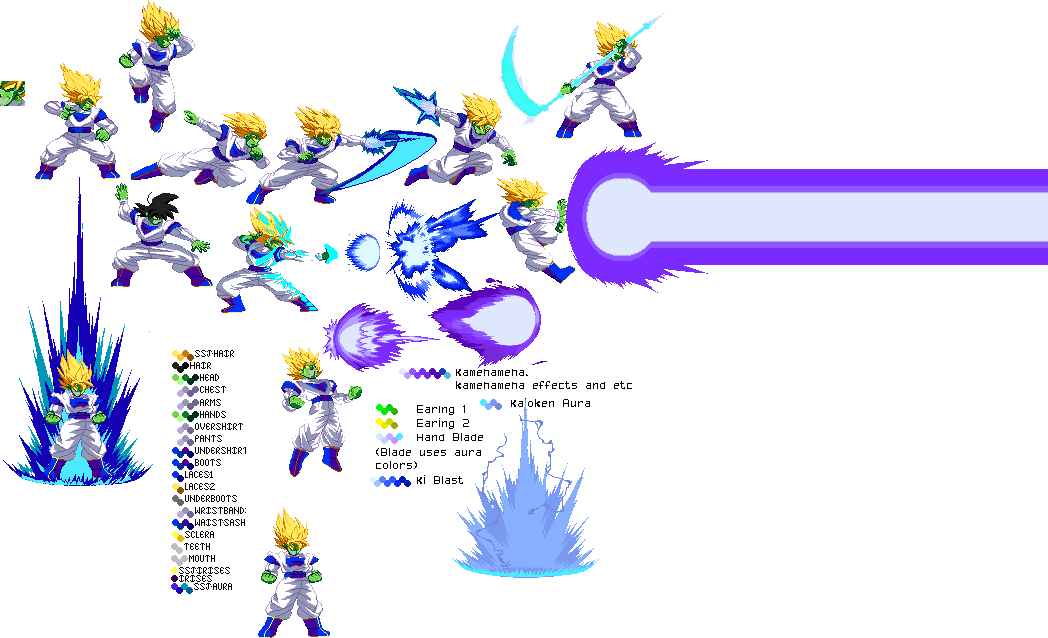 SSJHAIR
HAIR
HEAD
CHEST
ARMS
HANDS
OVERSHIRT
PANTS
UNDERSHIRT
BOOTS
LACES1
LACES2
UNDERBOOTS
WRISTBAND:
WAISTSASH
SCLERA
TEETH
MOUTH
SSJIRISES
IRISES
SSJAURA
Kamehameha.
kamehameha effects and etc
Kaioken Aura
Earing 1
Earing 2
Hand Blade
(Blade uses aura
colors)
Ki Blast